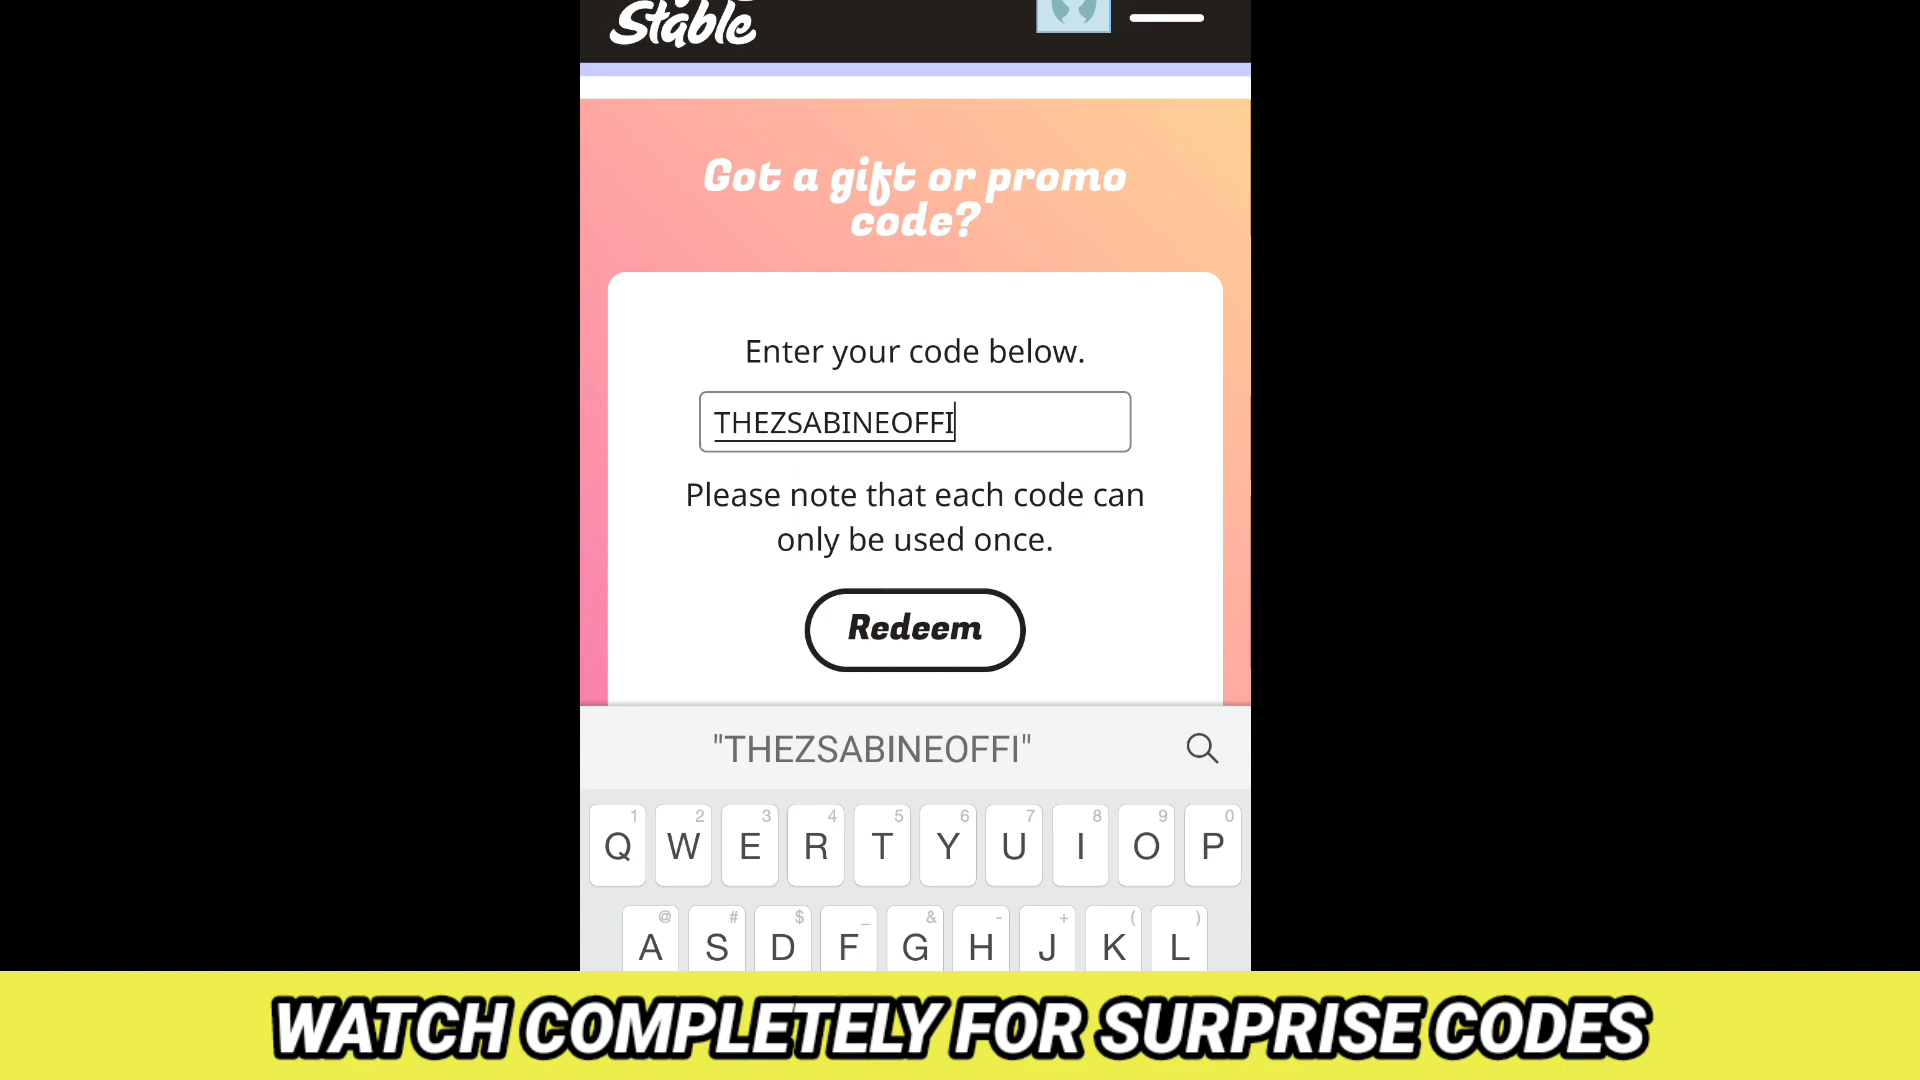 Stable
Got a gift or promo
code?
Enter your code below.
THEZSABINEOFFI
Please note that each code can
only be used once.
Redeem
"THEZSABINEOFFI"
1 2 3 4 5 6 7 8 9 0
Q W E R T Y U I O P
@ # $ _ & - + ( )
A S D F G H J K L
WATCH COMPLETELY FOR SURPRISE CODES